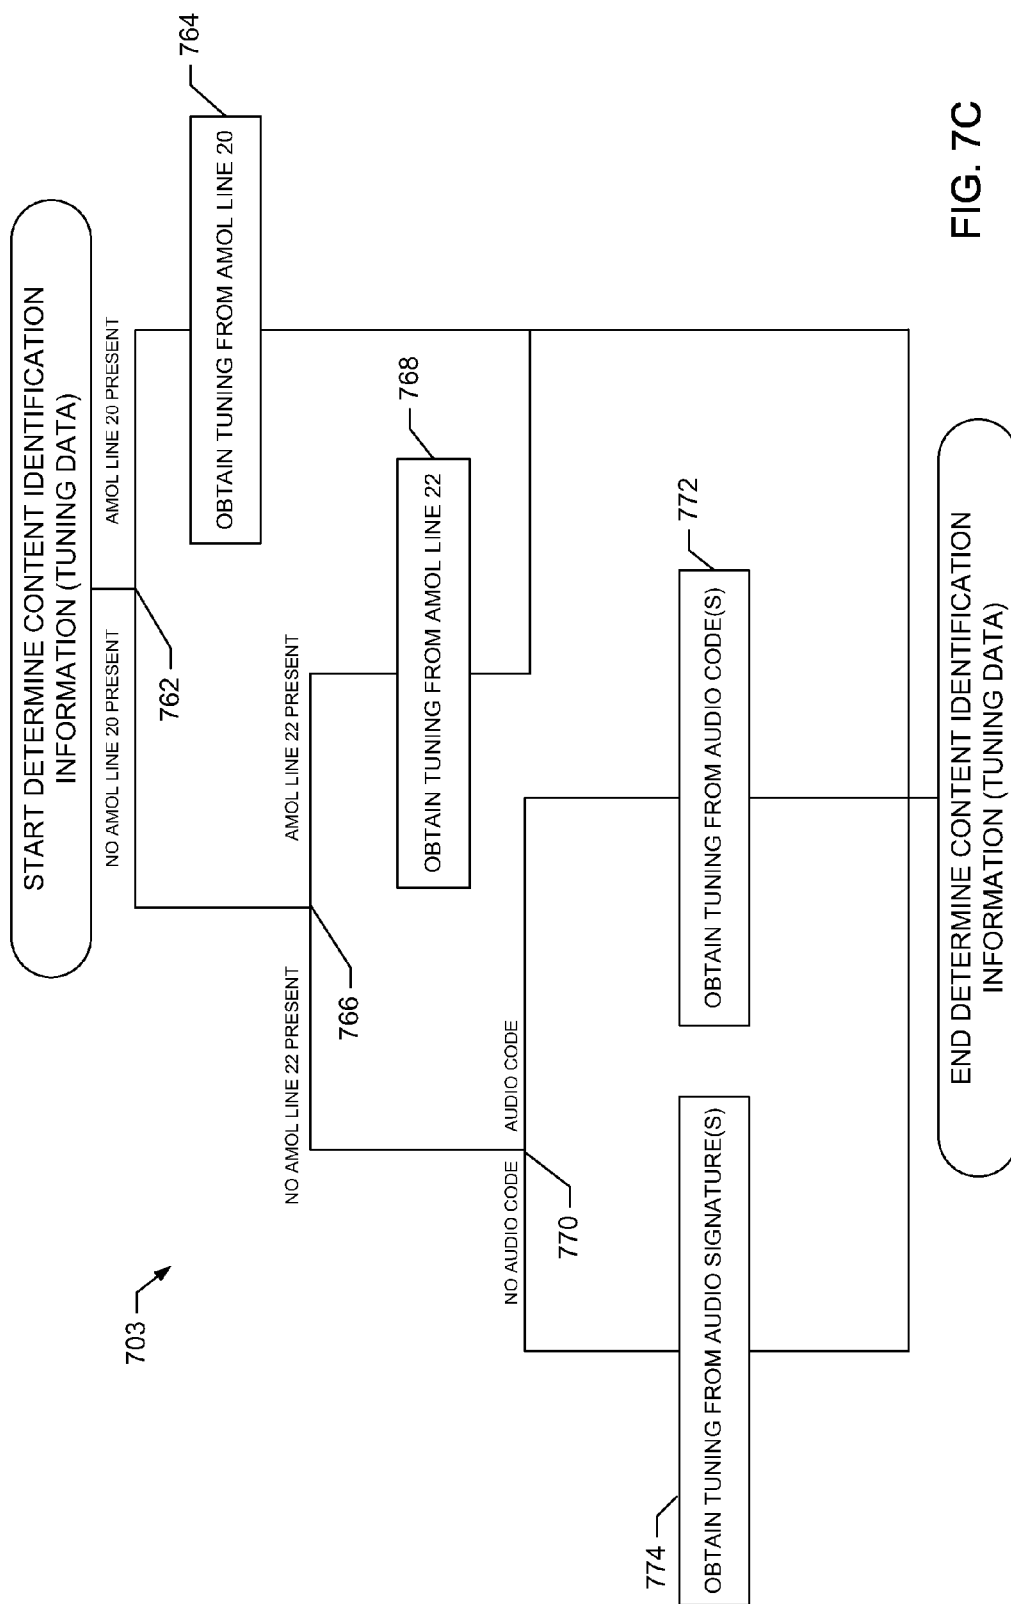 START DETERMINE CONTENT IDENTIFICATION
INFORMATION (TUNING DATA)
NO AMOL LINE 20 PRESENT
AMOL LINE 20 PRESENT
762
764
OBTAIN TUNING FROM AMOL LINE 20
703
NO AMOL LINE 22 PRESENT
AMOL LINE 22 PRESENT
766
768
OBTAIN TUNING FROM AMOL LINE 22
NO AUDIO CODE
AUDIO CODE
770
772
774
OBTAIN TUNING FROM AUDIO SIGNATURE(S)
OBTAIN TUNING FROM AUDIO CODE(S)
END DETERMINE CONTENT IDENTIFICATION
INFORMATION (TUNING DATA)
FIG. 7C